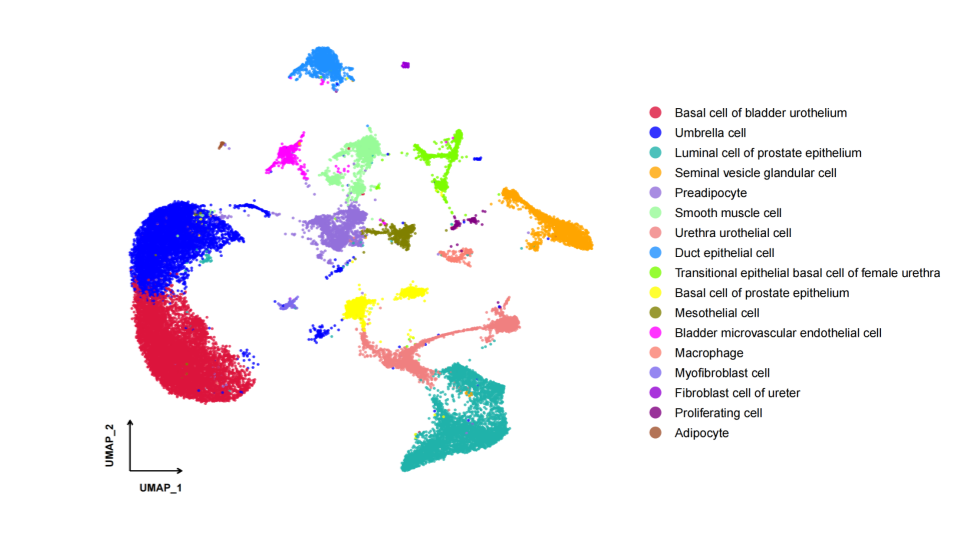 Basal cell of bladder urothelium
Umbrella cell
Luminal cell of prostate epithelium
Seminal vesicle glandular cell
Preadipocyte
Smooth muscle cell
Urethra urothelial cell
Duct epithelial cell
Transitional epithelial basal cell of female urethra
Basal cell of prostate epithelium
Mesothelial cell
Bladder microvascular endothelial cell
Macrophage
Myofibroblast cell
Fibroblast cell of ureter
Proliferating cell
Adipocyte
UMAP_2
UMAP_1